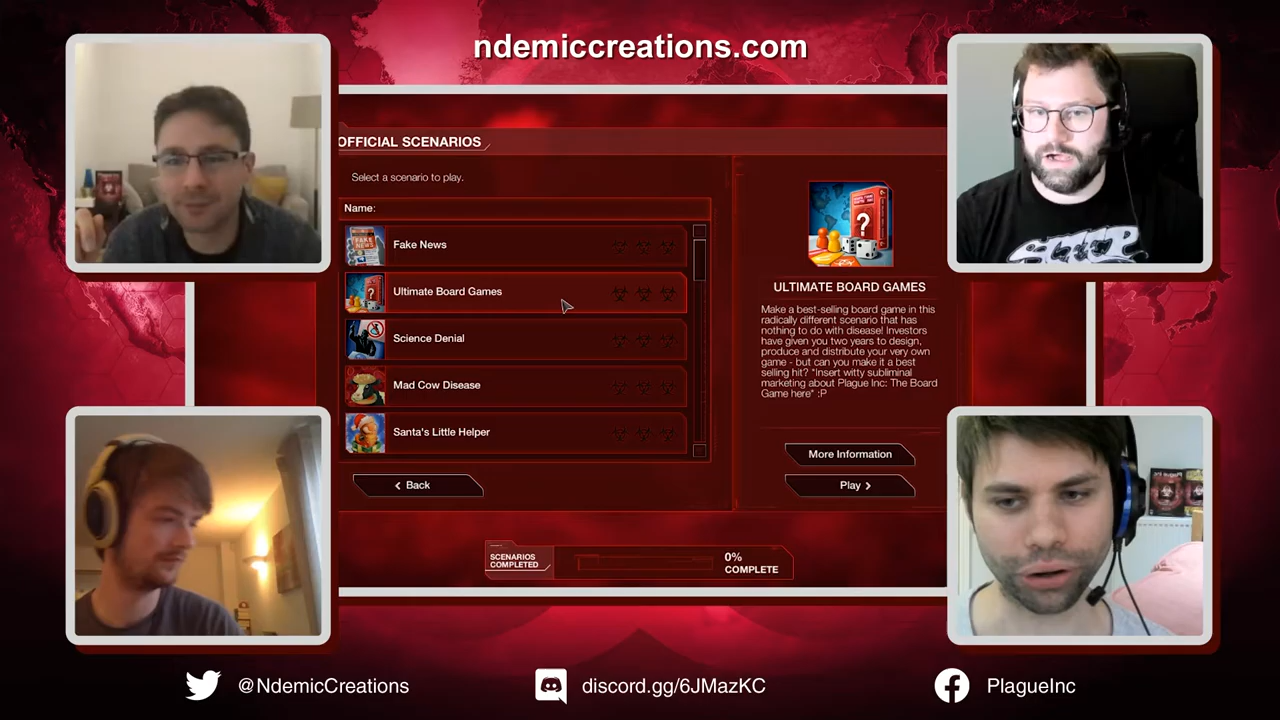 ndemiccreations.com
OFFICIAL SCENARIOS
Select a scenario to play.
Name:
Fake News
Ultimate Board Games
Science Denial
Mad Cow Disease
Santa's Little Helper
Back
ULTIMATE BOARD GAMES
Make a best-selling board game in this
radically different scenario that has
nothing to do with disease! Investors
have given you two years to design,
produce and distribute your very own
game - but can you make it a best
selling hit? *Insert witty subliminal
marketing about Plague Inc: The Board
Game here* :P
More Information
Play
SCENARIOS
COMPLETED
0%
COMPLETE
@NdemicCreations
discord.gg/6JMazKC
PlagueInc